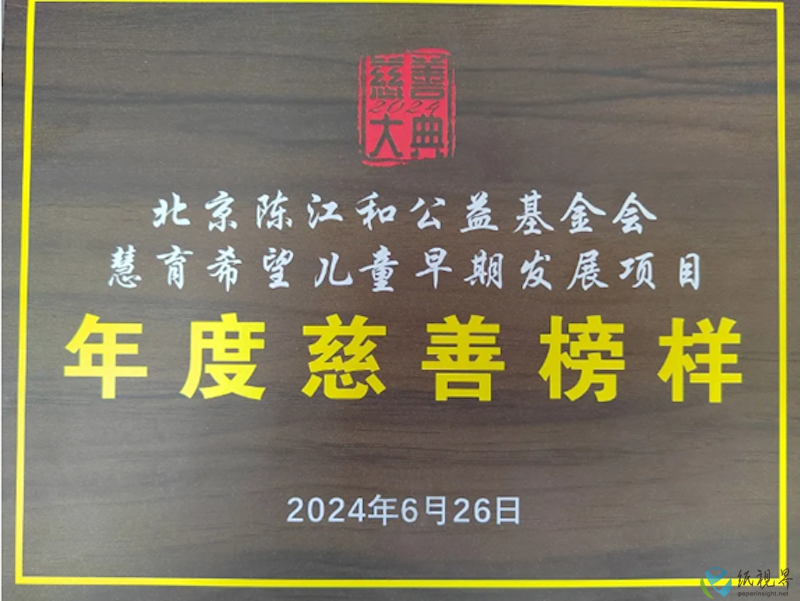 慈善
2024
大典
北京陈江和公益基金会
慧育希望儿童早期发展项目
年度慈善榜样
2024年6月26日
纸视界
paperinsight.net